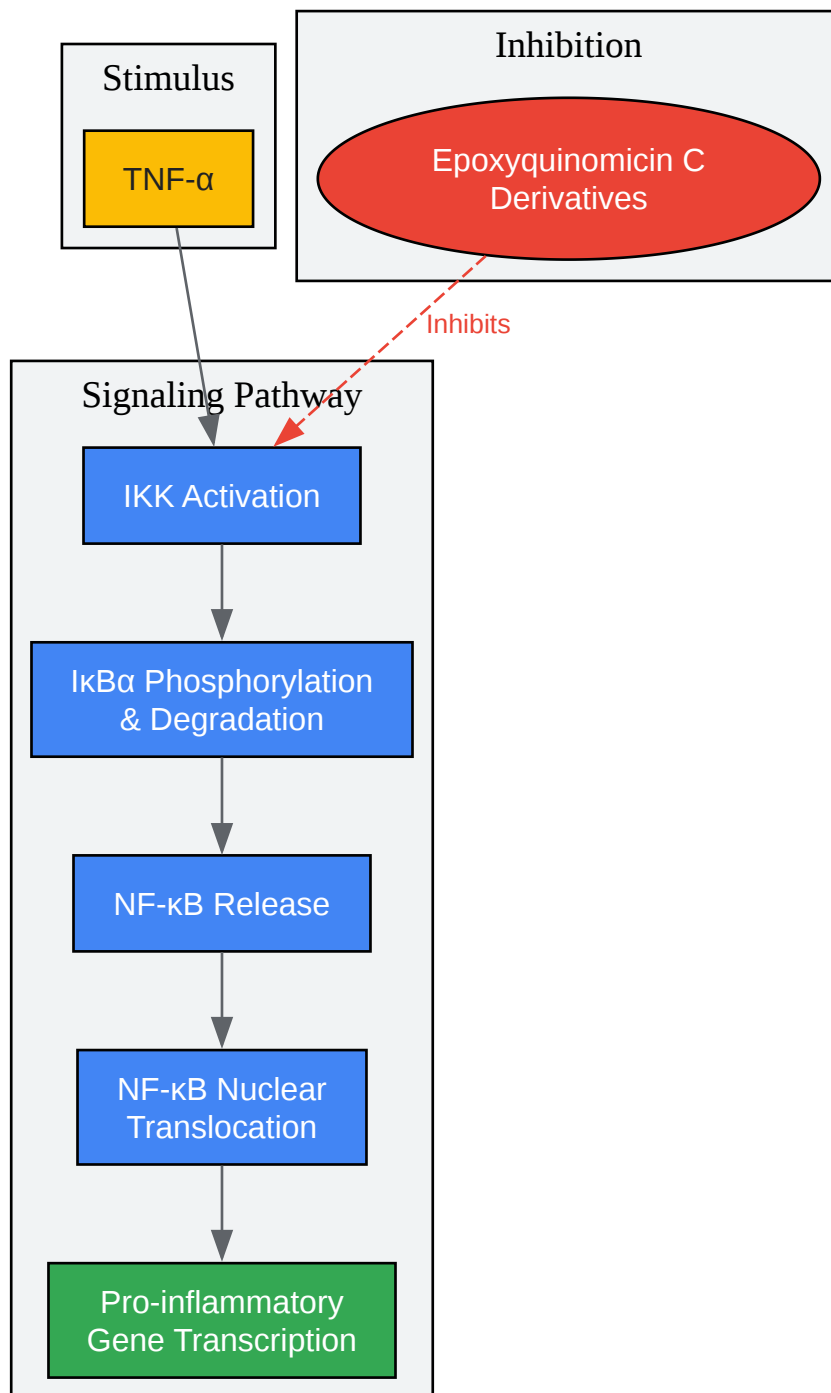 Stimulus
TNF-α
Inhibition
Epoxyquinomicin C
Derivatives
Inhibits
Signaling Pathway
IKK Activation
IκBα Phosphorylation
& Degradation
NF-κB Release
NF-κB Nuclear
Translocation
Pro-inflammatory
Gene Transcription